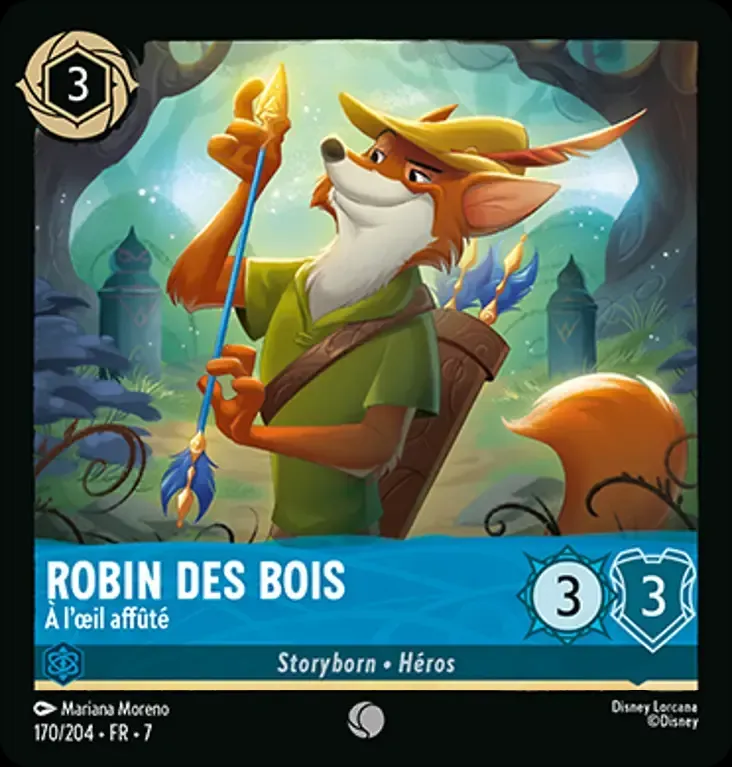 3
ROBIN DES BOIS
À l'œil affûté
3
3
Storyborn • Héros
Mariana Moreno
170/204 • FR • 7
Disney Lorcana
©Disney